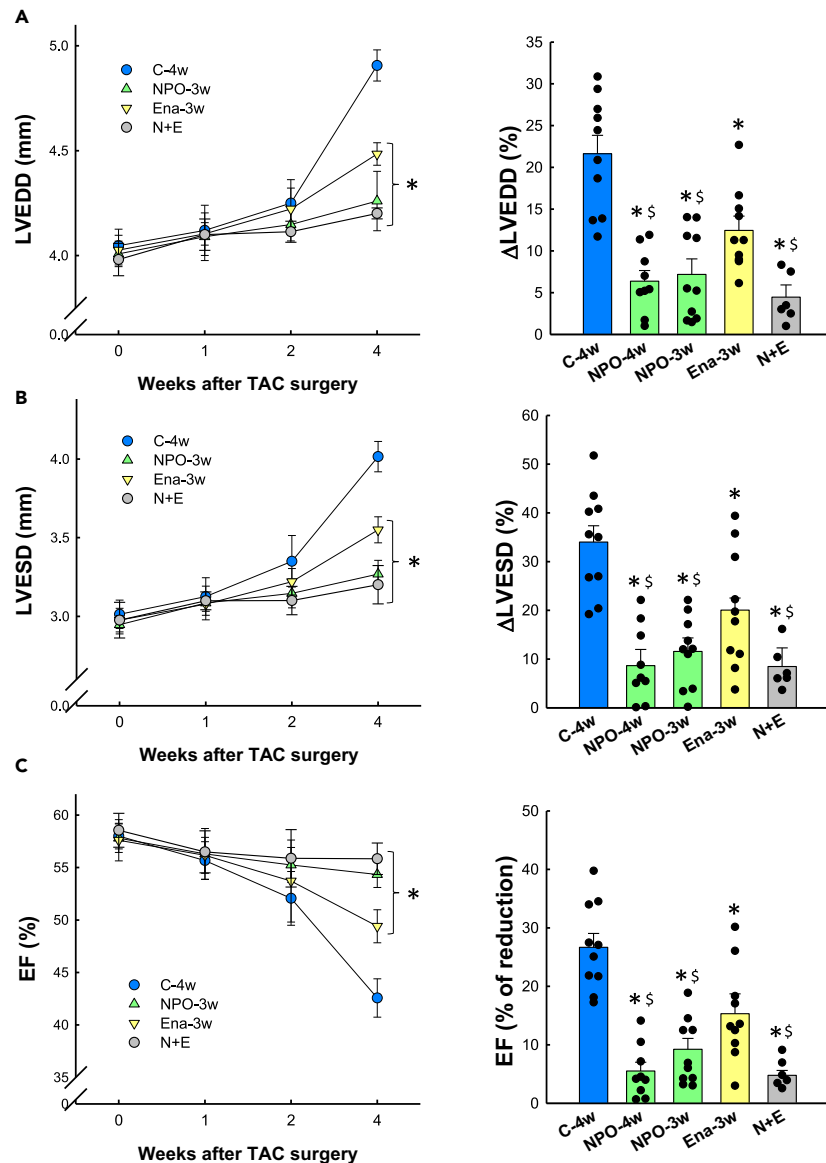 A
5.0
4.5
4.0
0.0
LVEDD (mm)
C-4w
NPO-3w
Ena-3w
N+E
*
0 1 2 4
Weeks after TAC surgery
35
30
25
20
15
10
5
0
ΔLVEDD (%)
* $
* $
*
* $
C-4w NPO-4w NPO-3w Ena-3w N+E
B
4.0
3.5
3.0
0.0
LVESD (mm)
C-4w
NPO-3w
Ena-3w
N+E
*
0 1 2 4
Weeks after TAC surgery
60
50
40
30
20
10
0
ΔLVESD (%)
* $
* $
*
* $
C-4w NPO-4w NPO-3w Ena-3w N+E
C
60
55
50
45
40
35
0
EF (%)
*
C-4w
NPO-3w
Ena-3w
N+E
0 1 2 4
Weeks after TAC surgery
50
40
30
20
10
0
EF (% of reduction)
* $
* $
*
* $
C-4w NPO-4w NPO-3w Ena-3w N+E